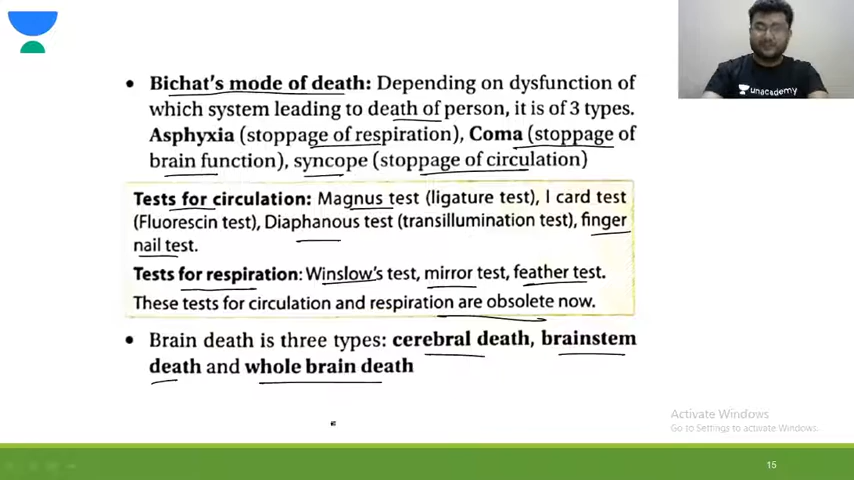 unacademy
• Bichat's mode of death: Depending on dysfunction of
which system leading to death of person, it is of 3 types.
Asphyxia (stoppage of respiration), Coma (stoppage of
brain function), syncope (stoppage of circulation)
Tests for circulation: Magnus test (ligature test), I card test
(Fluorescin test), Diaphanous test (transillumination test), finger
nail test.
Tests for respiration: Winslow's test, mirror test, feather test.
These tests for circulation and respiration are obsolete now.
• Brain death is three types: cerebral death, brainstem
death and whole brain death
Activate Windows
Go to Settings to activate Windows.
15